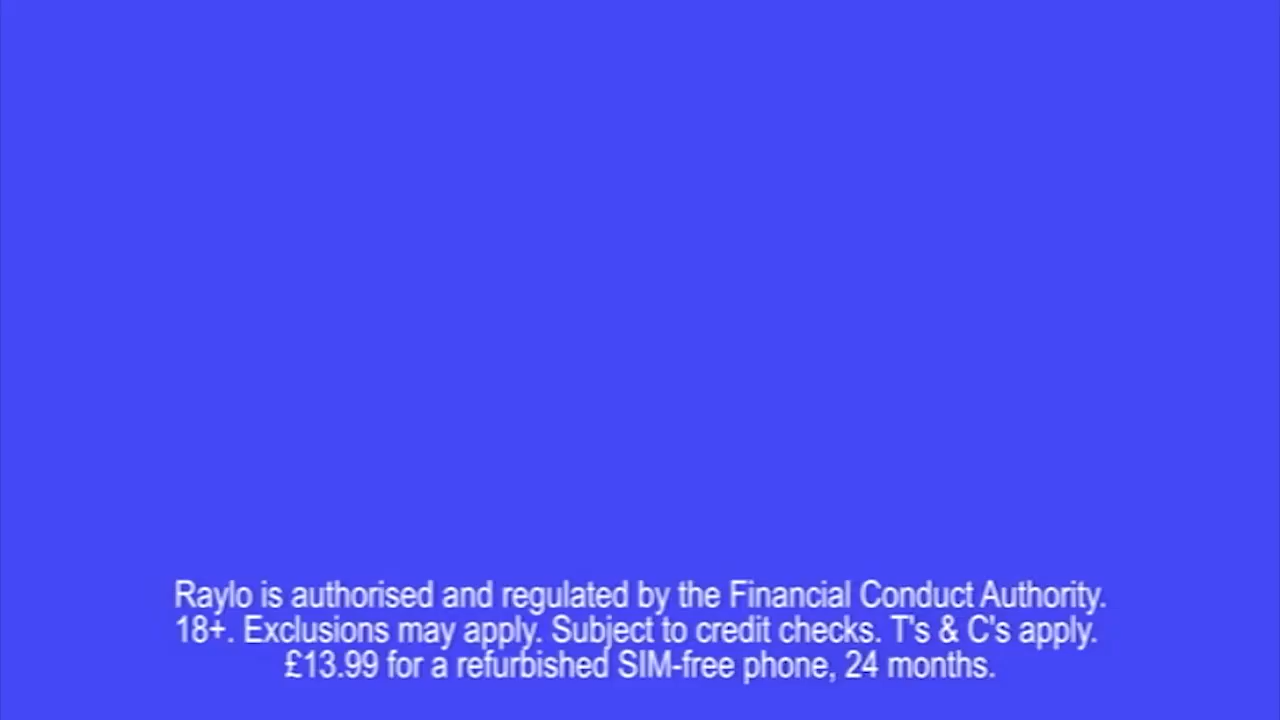 Raylo is authorised and regulated by the Financial Conduct Authority.
18+. Exclusions may apply. Subject to credit checks. T's & C's apply.
£13.99 for a refurbished SIM-free phone, 24 months.